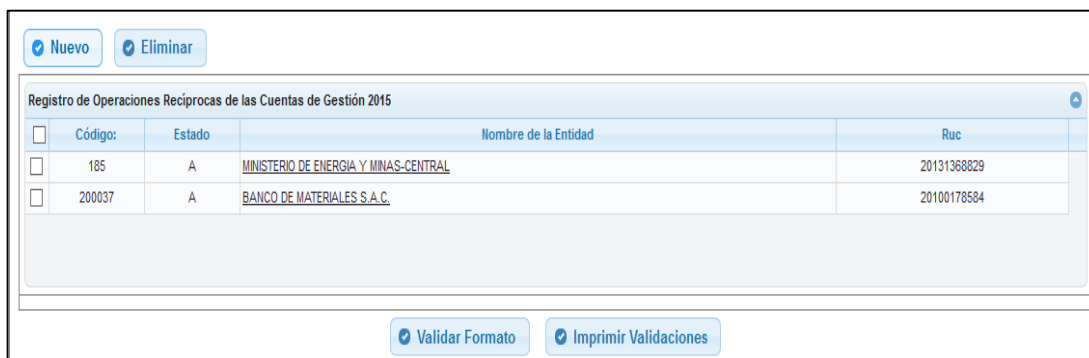 Nuevo Eliminar
Registro de Operaciones Recíprocas de las Cuentas de Gestión 2015
Código: Estado Nombre de la Entidad Ruc
185 A MINISTERIO DE ENERGIA Y MINAS-CENTRAL 20131368829
200037 A BANCO DE MATERIALES S.A.C. 20100178584
Validar Formato Imprimir Validaciones